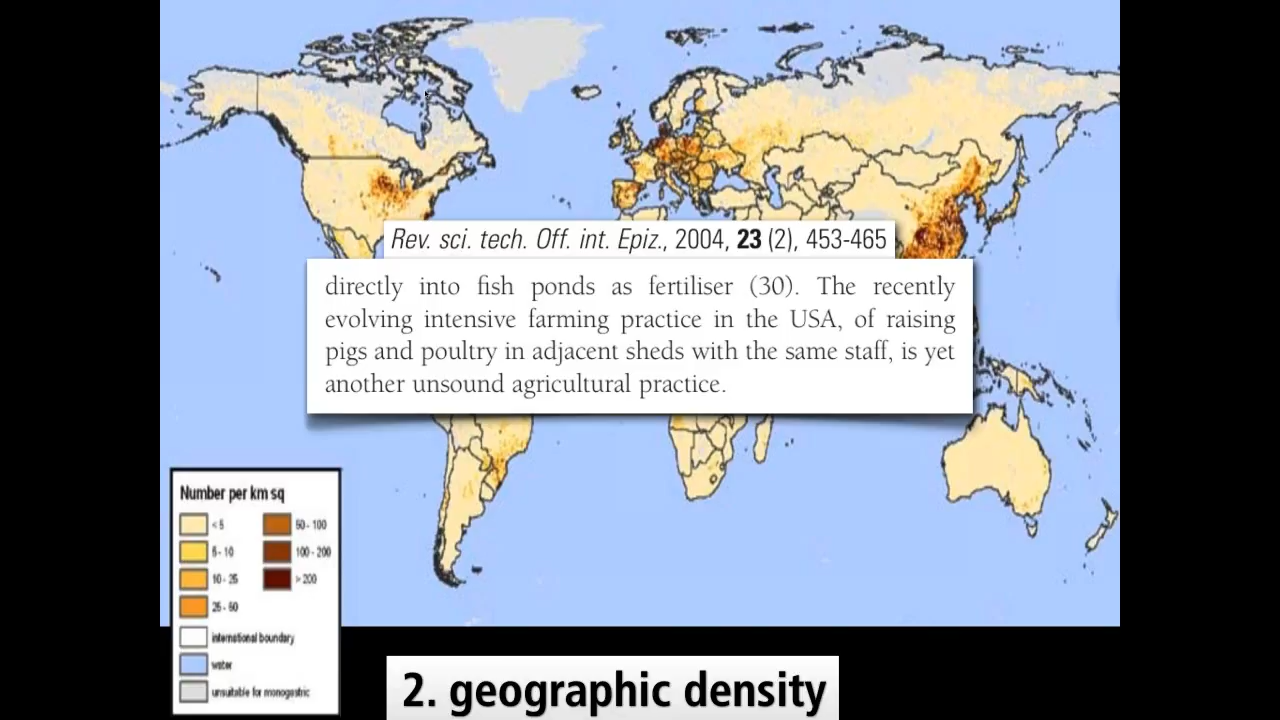 Rev. sci. tech. Off. int. Epiz., 2004, 23 (2), 453-465
directly into fish ponds as fertiliser (30). The recently
evolving intensive farming practice in the USA, of raising
pigs and poultry in adjacent sheds with the same staff, is yet
another unsound agricultural practice.
Number per km sq
< 5
5 - 10
10 - 25
25 - 50
50 - 100
100 - 200
> 200
international boundary
water
unsuitable for monogastric
2. geographic density